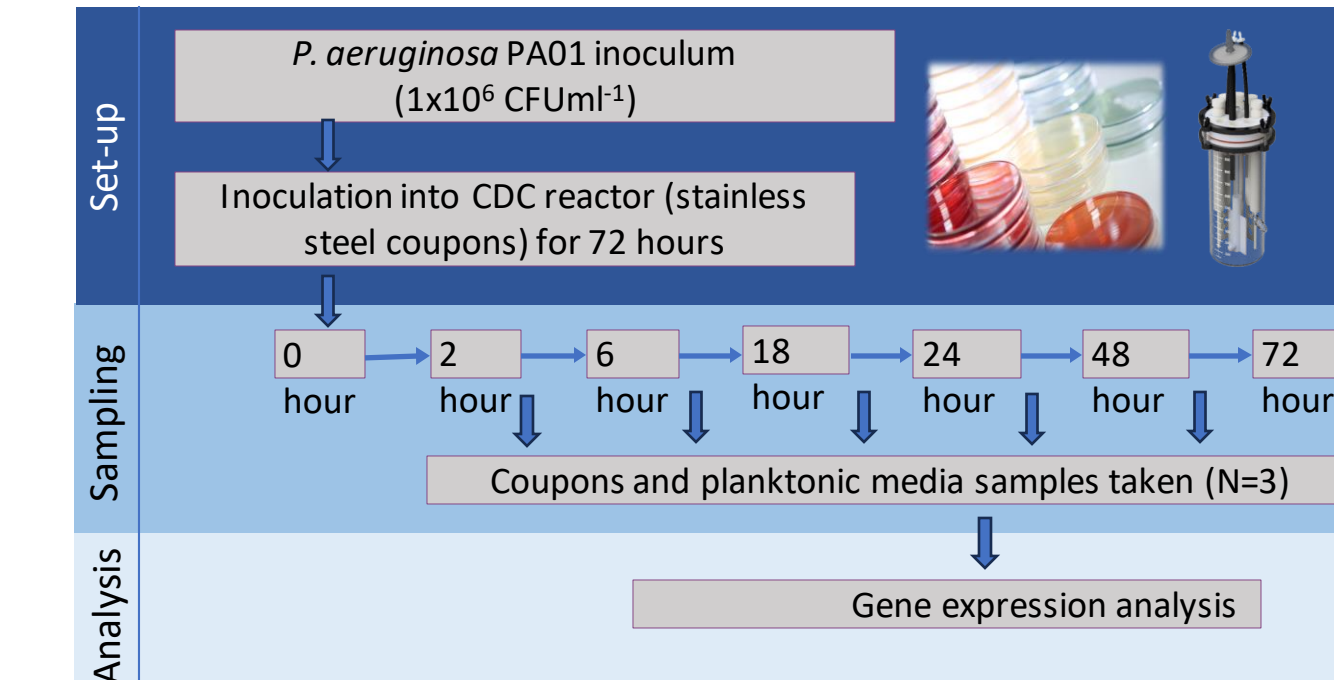 Set-up
P. aeruginosa PA01 inoculum
(1x10⁶ CFUml⁻¹)
Inoculation into CDC reactor (stainless
steel coupons) for 72 hours
Sampling
0
hour
2
hour
6
hour
18
hour
24
hour
48
hour
72
hour
Coupons and planktonic media samples taken (N=3)
Analysis
Gene expression analysis